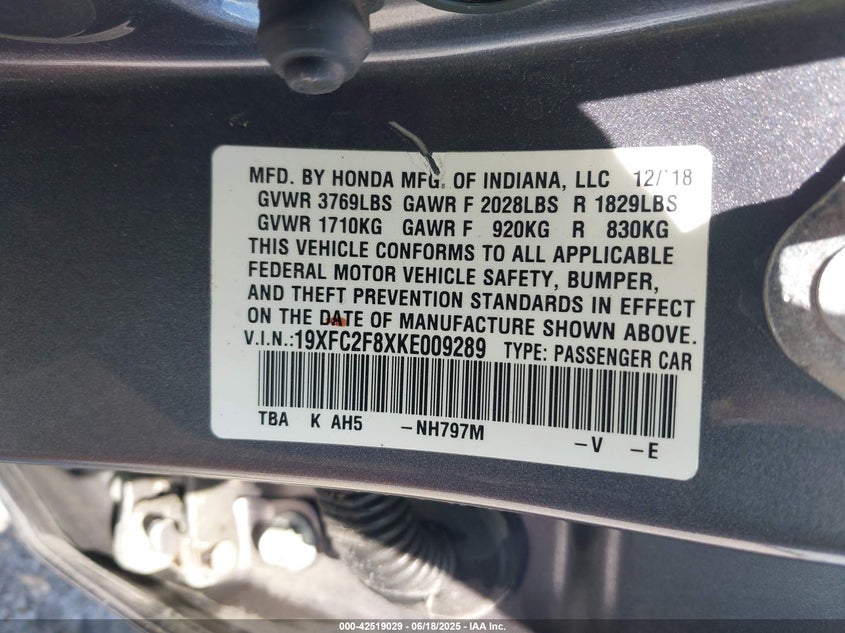 MFD. BY HONDA MFG. OF INDIANA, LLC 12/'18
GVWR 3769LBS GAWR F 2028LBS R 1829LBS
GVWR 1710KG GAWR F 920KG R 830KG
THIS VEHICLE CONFORMS TO ALL APPLICABLE
FEDERAL MOTOR VEHICLE SAFETY, BUMPER,
AND THEFT PREVENTION STANDARDS IN EFFECT
ON THE DATE OF MANUFACTURE SHOWN ABOVE.
V.I.N.:19XFC2F8XKE009289 TYPE: PASSENGER CAR
TBA K AH5 –NH797M –V –E
000-42519029 — 06/18/2025 — IAA Inc.